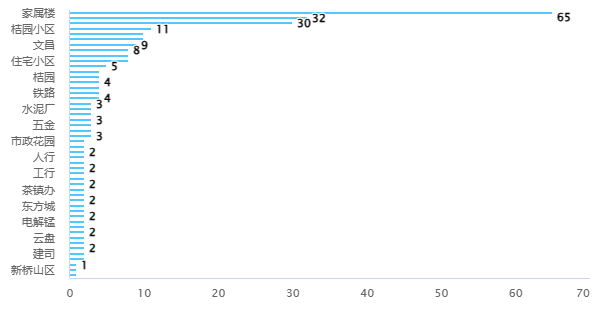 家属楼
65
32
30
桔园小区
11
文昌
9
8
住宅小区
5
桔园
4
铁路
4
水泥厂
3
五金
3
市政花园
3
人行
2
工行
2
茶镇办
2
东方城
2
电解锰
2
云盘
2
建司
2
新桥山区
1
0 10 20 30 40 50 60 70